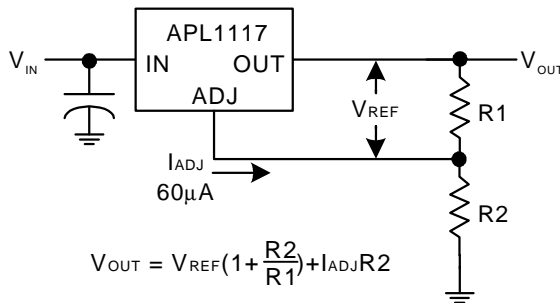 APL1117
VIN
IN
OUT
VOUT
ADJ
VREF
R1
IADJ
60μA
R2
VOUT = VREF(1+R2/R1)+IADJR2